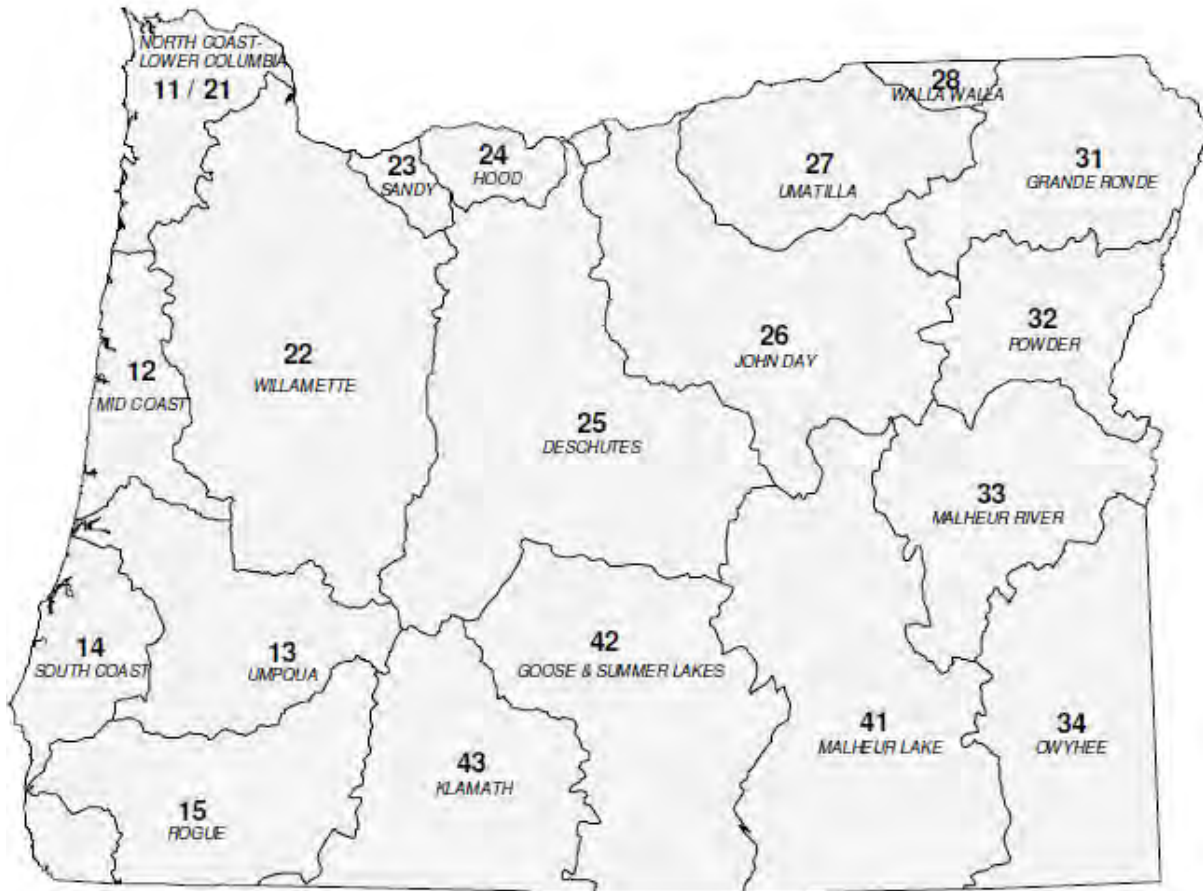 NORTH COAST-
LOWER COLUMBIA
11 / 21
28
WALLA WALLA
23
SANDY
24
HOOD
27
UMATILLA
31
GRANDE RONDE
12
MID COAST
22
WILLAMETTE
26
JOHN DAY
32
POWDER
25
DESCHUTES
33
MALHEUR RIVER
14
SOUTH COAST
13
UMPQUA
42
GOOSE & SUMMER LAKES
41
MALHEUR LAKE
34
OWYHEE
43
KLAMATH
15
ROGUE